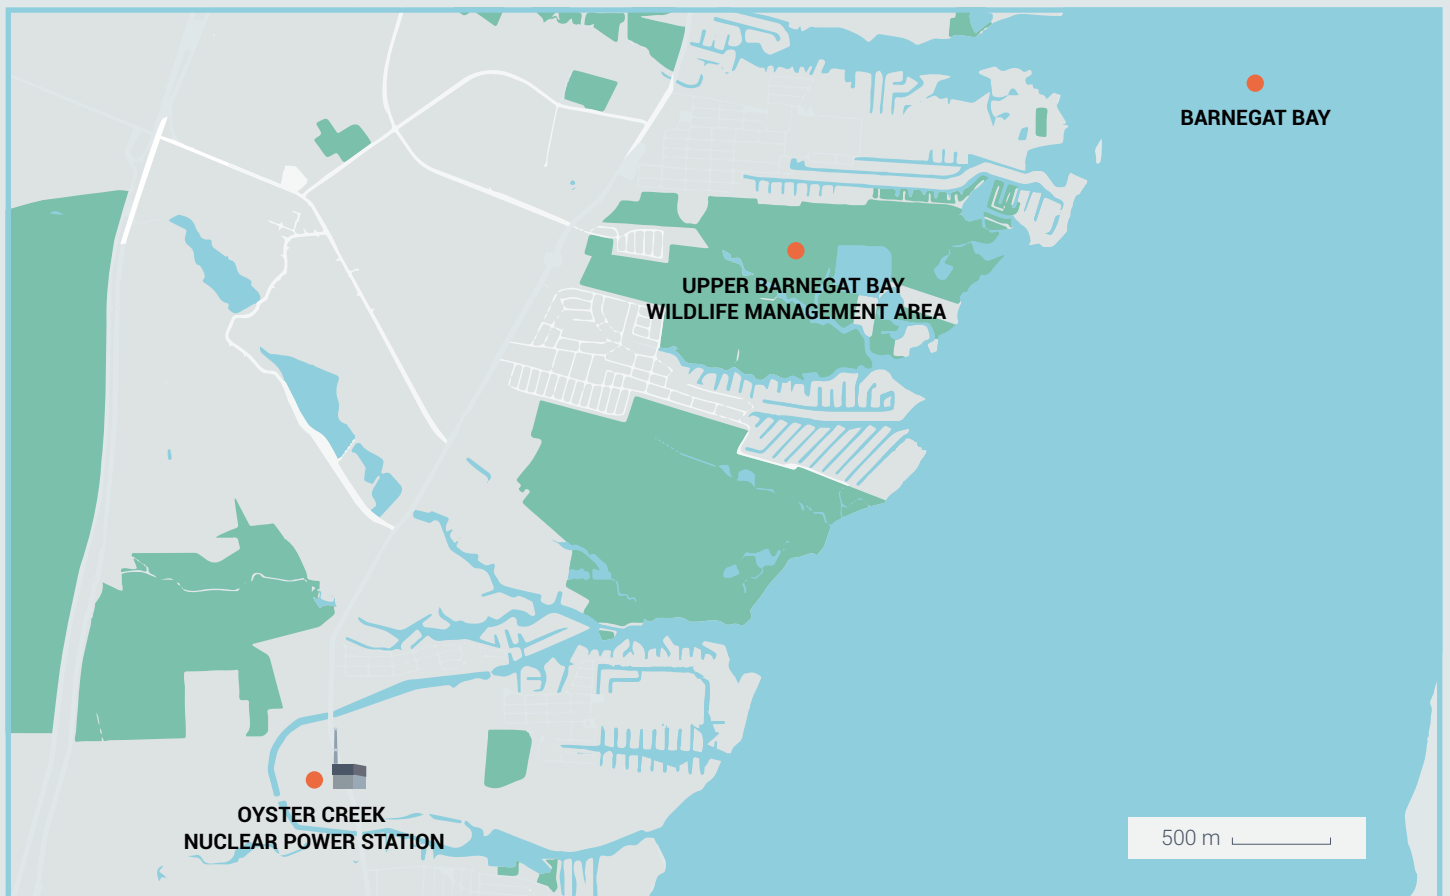 BARNEGAT BAY
UPPER BARNEGAT BAY
WILDLIFE MANAGEMENT AREA
OYSTER CREEK
NUCLEAR POWER STATION
500 m